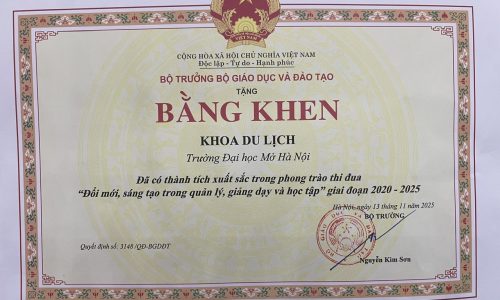 VIỆT NAM
CỘNG HÒA XÃ HỘI CHỦ NGHĨA VIỆT NAM
Độc lập - Tự do - Hạnh phúc
BỘ TRƯỞNG BỘ GIÁO DỤC VÀ ĐÀO TẠO
TẶNG
BẰNG KHEN
KHOA DU LỊCH
Trường Đại học Mở Hà Nội
Đã có thành tích xuất sắc trong phong trào thi đua
“Đổi mới, sáng tạo trong quản lý, giảng dạy và học tập” giai đoạn 2020 - 2025
Hà Nội, ngày 13 tháng 11 năm 2025
BỘ TRƯỞNG
Quyết định số: 3148 /QĐ-BGDĐT
Nguyễn Kim Sơn